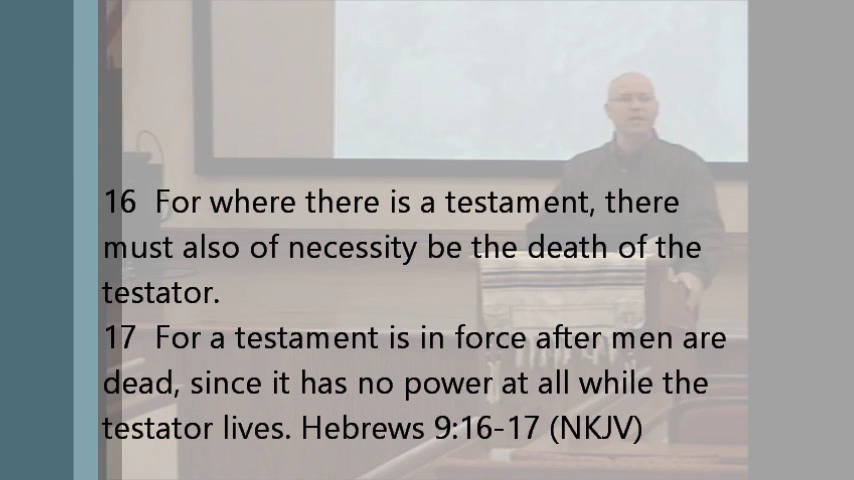 16 For where there is a testament, there
must also of necessity be the death of the
testator.
17 For a testament is in force after men are
dead, since it has no power at all while the
testator lives. Hebrews 9:16-17 (NKJV)